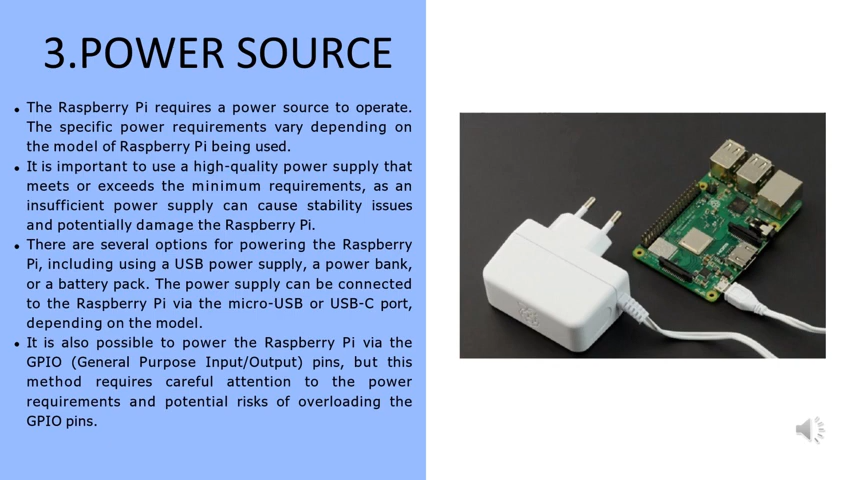 3.POWER SOURCE
• The Raspberry Pi requires a power source to operate.
The specific power requirements vary depending on
the model of Raspberry Pi being used.
• It is important to use a high-quality power supply that
meets or exceeds the minimum requirements, as an
insufficient power supply can cause stability issues
and potentially damage the Raspberry Pi.
• There are several options for powering the Raspberry
Pi, including using a USB power supply, a power bank,
or a battery pack. The power supply can be connected
to the Raspberry Pi via the micro-USB or USB-C port,
depending on the model.
• It is also possible to power the Raspberry Pi via the
GPIO (General Purpose Input/Output) pins, but this
method requires careful attention to the power
requirements and potential risks of overloading the
GPIO pins.